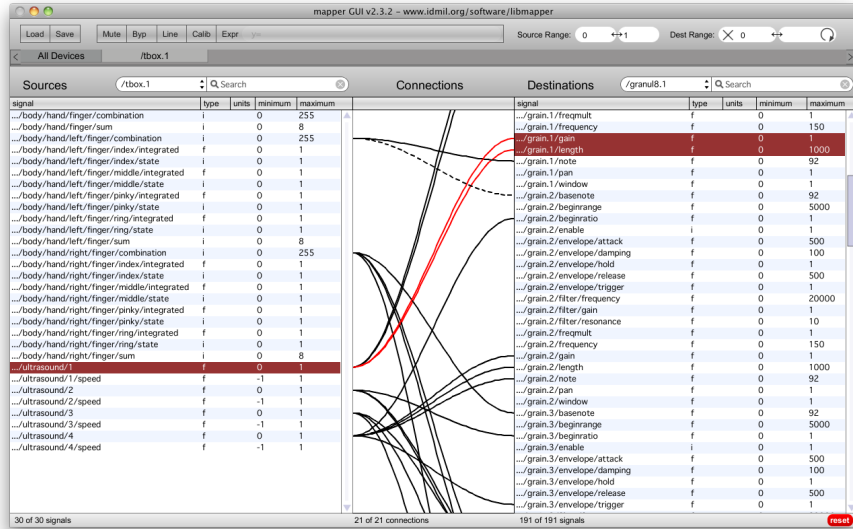 mapper GUI v2.3.2 - www.idmil.org/software/libmapper
Load Save Mute Byp Line Calib Expr y= Source Range: 0 ↔ 1 Dest Range: 0 ↔
< All Devices /tbox.1 >
Sources /tbox.1 Search Connections Destinations /granul8.1 Search
signal type units minimum maximum signal type units minimum maximum
.../body/hand/finger/combination i 0 255 .../grain.1/freqmult f 0 1
.../body/hand/finger/sum i 0 8 .../grain.1/frequency f 0 150
.../body/hand/left/finger/combination i 0 255 .../grain.1/gain f 0 1
.../body/hand/left/finger/index/integrated f 0 1 .../grain.1/length f 0 1000
.../body/hand/left/finger/index/state i 0 1 .../grain.1/note f 0 92
.../body/hand/left/finger/middle/integrated f 0 1 .../grain.1/pan f 0 1
.../body/hand/left/finger/middle/state i 0 1 .../grain.1/window f 0 1
.../body/hand/left/finger/pinky/integrated f 0 1 .../grain.2/basenote f 0 92
.../body/hand/left/finger/pinky/state i 0 1 .../grain.2/beginrange f 0 5000
.../body/hand/left/finger/ring/integrated f 0 1 .../grain.2/beginratio f 0 1
.../body/hand/left/finger/ring/state i 0 1 .../grain.2/enable i 0 1
.../body/hand/left/finger/sum i 0 8 .../grain.2/envelope/attack f 0 500
.../body/hand/right/finger/combination i 0 255 .../grain.2/envelope/damping f 0 100
.../body/hand/right/finger/index/integrated f 0 1 .../grain.2/envelope/hold f 0 1
.../body/hand/right/finger/index/state i 0 1 .../grain.2/envelope/release f 0 500
.../body/hand/right/finger/middle/integrated f 0 1 .../grain.2/envelope/trigger f 0 1
.../body/hand/right/finger/middle/state i 0 1 .../grain.2/filter/frequency f 0 20000
.../body/hand/right/finger/pinky/integrated f 0 1 .../grain.2/filter/gain f 0 1
.../body/hand/right/finger/pinky/state i 0 1 .../grain.2/filter/resonance f 0 10
.../body/hand/right/finger/ring/integrated f 0 1 .../grain.2/freqmult f 0 1
.../body/hand/right/finger/ring/state i 0 1 .../grain.2/frequency f 0 150
.../body/hand/right/finger/sum i 0 8 .../grain.2/gain f 0 1
.../ultrasound/1 f 0 1 .../grain.2/length f 0 1000
.../ultrasound/1/speed f -1 1 .../grain.2/note f 0 92
.../ultrasound/2 f 0 1 .../grain.2/pan f 0 1
.../ultrasound/2/speed f -1 1 .../grain.2/window f 0 1
.../ultrasound/3 f 0 1 .../grain.3/basenote f 0 92
.../ultrasound/3/speed f -1 1 .../grain.3/beginrange f 0 5000
.../ultrasound/4 f 0 1 .../grain.3/beginratio f 0 1
.../ultrasound/4/speed f -1 1 .../grain.3/enable i 0 1
.../grain.3/envelope/attack f 0 500
.../grain.3/envelope/damping f 0 100
.../grain.3/envelope/hold f 0 1
.../grain.3/envelope/release f 0 500
.../grain.3/envelope/trigger f 0 1
30 of 30 signals 21 of 21 connections 191 of 191 signals reset